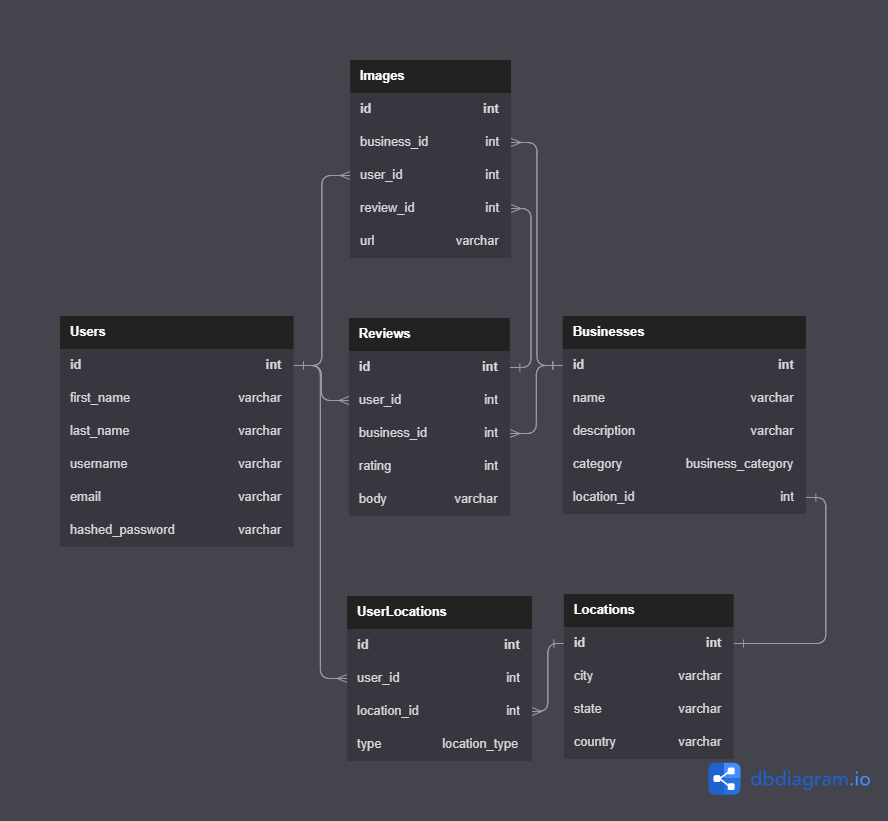 Images
id int
business_id int
user_id int
review_id int
url varchar
Users
id int
first_name varchar
last_name varchar
username varchar
email varchar
hashed_password varchar
Reviews
id int
user_id int
business_id int
rating int
body varchar
Businesses
id int
name varchar
description varchar
category business_category
location_id int
UserLocations
id int
user_id int
location_id int
type location_type
Locations
id int
city varchar
state varchar
country varchar
dbdiagram.io